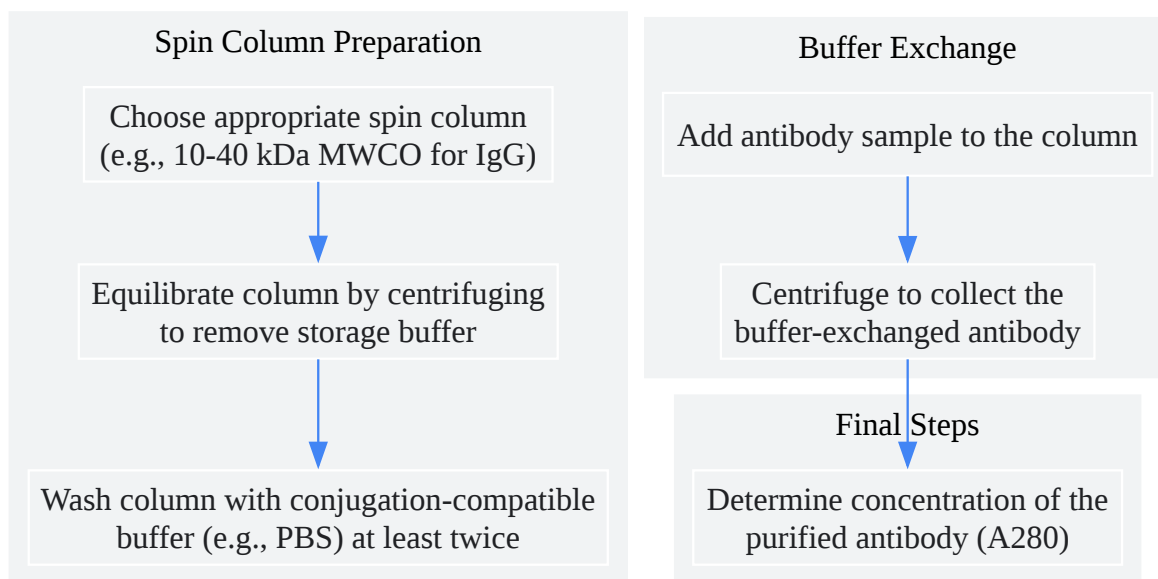 Spin Column Preparation
Choose appropriate spin column
(e.g., 10-40 kDa MWCO for IgG)
Equilibrate column by centrifuging
to remove storage buffer
Wash column with conjugation-compatible
buffer (e.g., PBS) at least twice
Buffer Exchange
Add antibody sample to the column
Centrifuge to collect the
buffer-exchanged antibody
Final Steps
Determine concentration of the
purified antibody (A280)